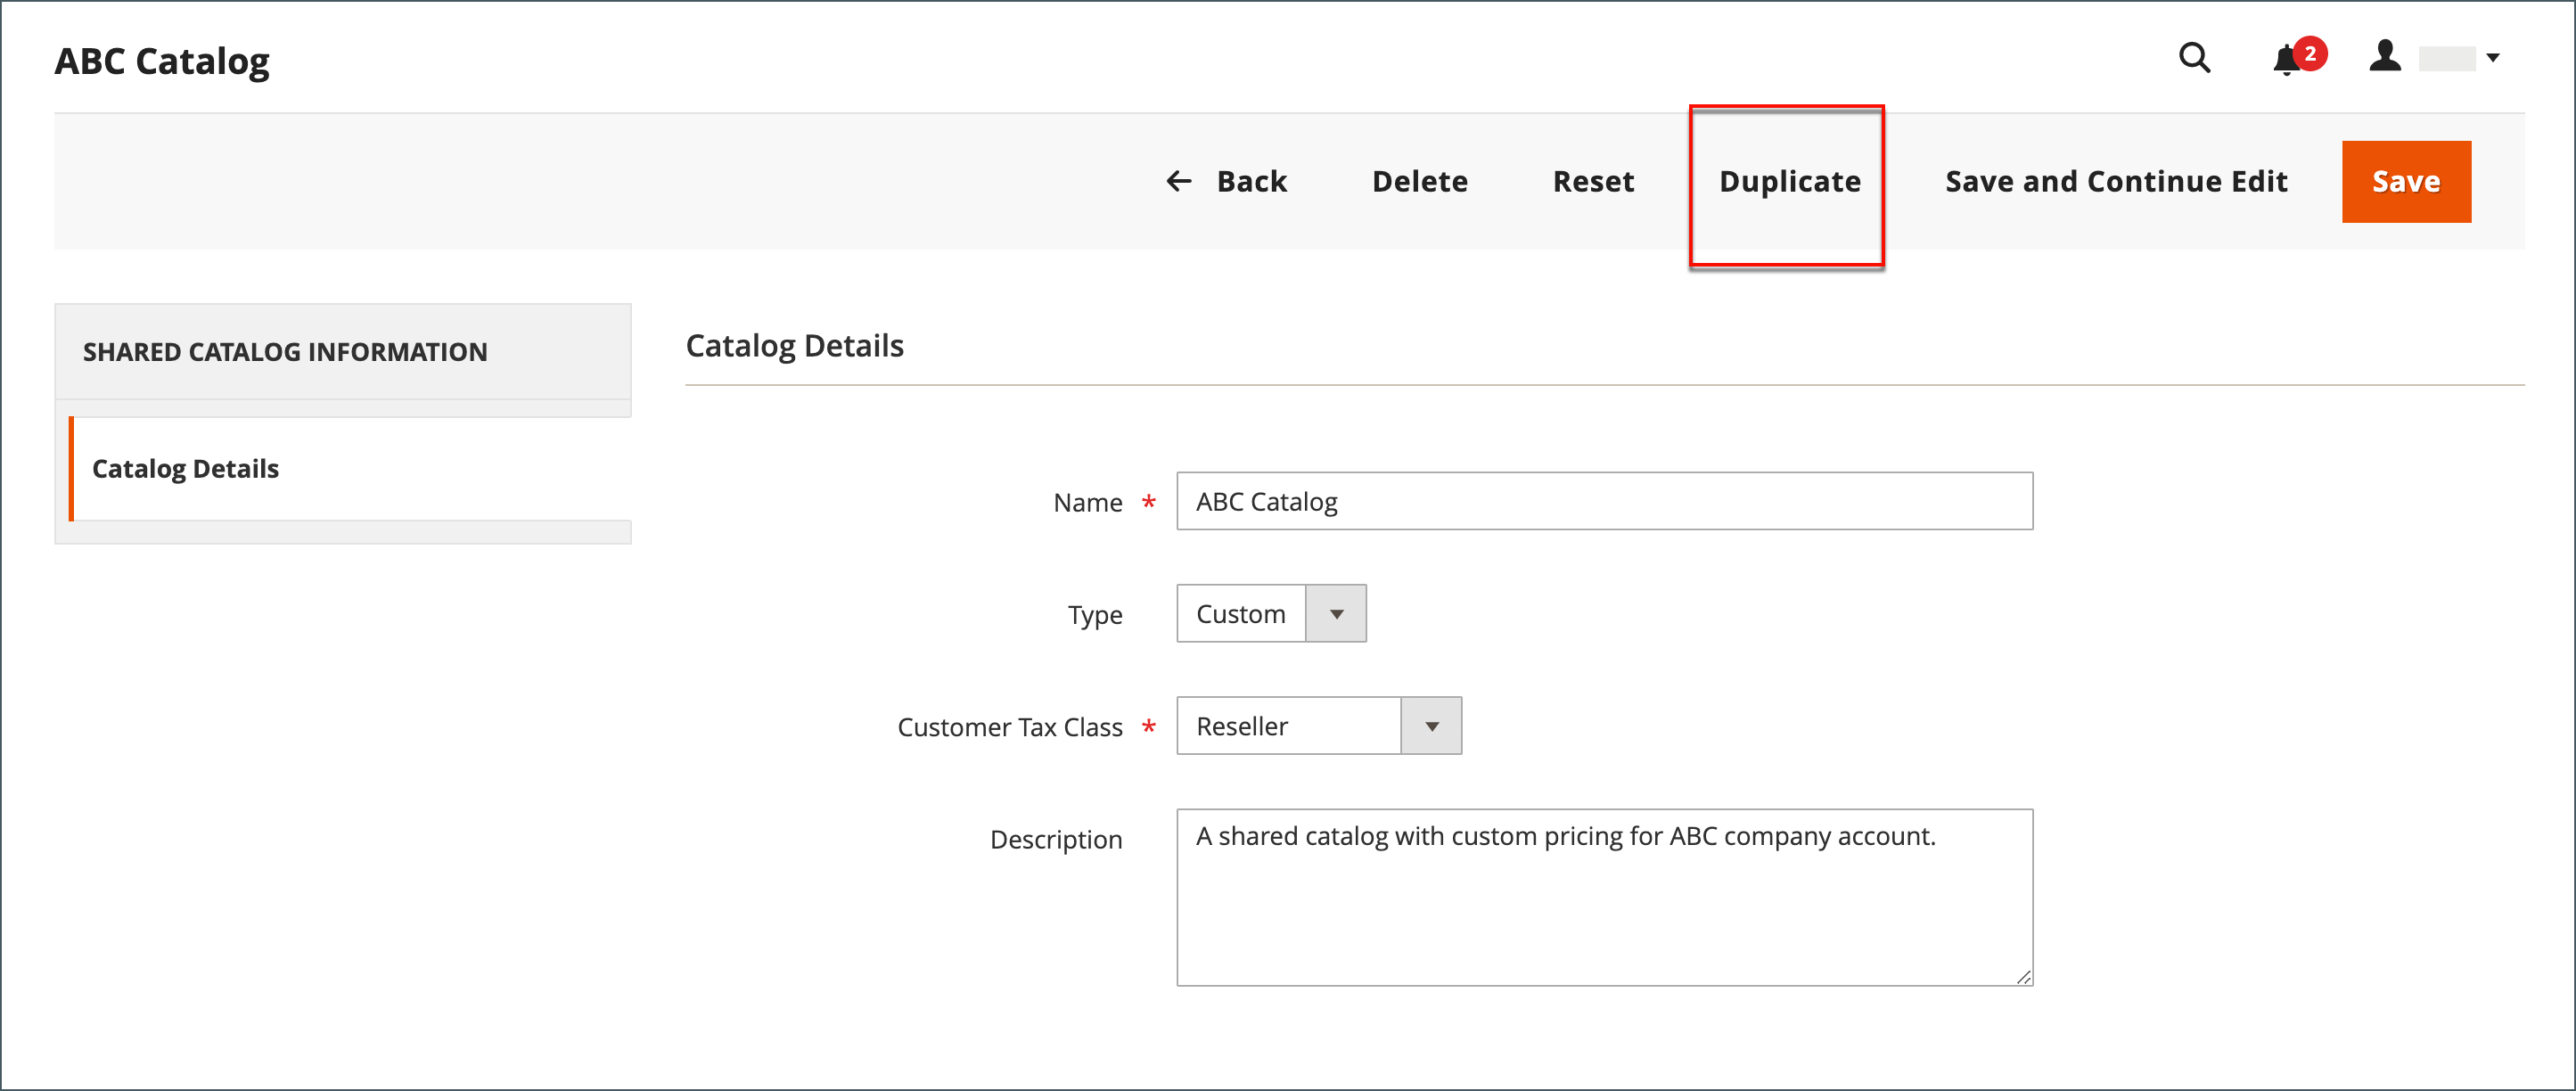 ABC Catalog
2
Back Delete Reset Duplicate Save and Continue Edit Save
SHARED CATALOG INFORMATION
Catalog Details
Catalog Details
Name * ABC Catalog
Type Custom
Customer Tax Class * Reseller
Description A shared catalog with custom pricing for ABC company account.